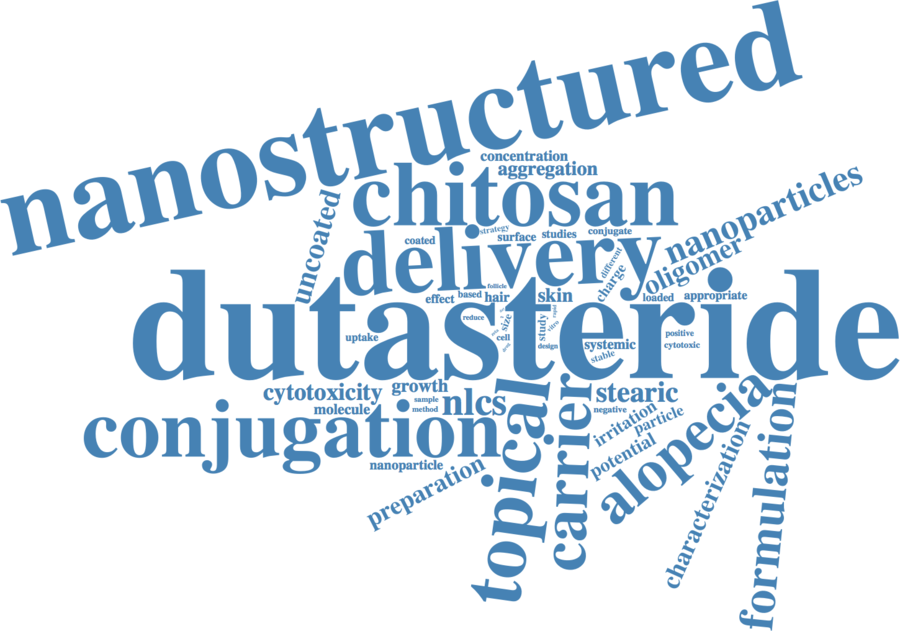 nanostructured
concentration
aggregation
chitosan
uncoated
strategy
conjugate
coated
surface
studies
delivery
nanoparticles
oligomer
different
charge
follicle
based
effect
hair
skin
loaded
appropriate
dutasteride
reduce
size
study
vitro
rapid
uptake
cell
design
systemic
stable
positive
cytotoxic
cytotoxicity
growth
sample
molecule
method
nlcs
stearic
negative
conjugation
irritation
particle
nanoparticle
potential
preparation
topical
carrier
alopecia
characterization
formulation